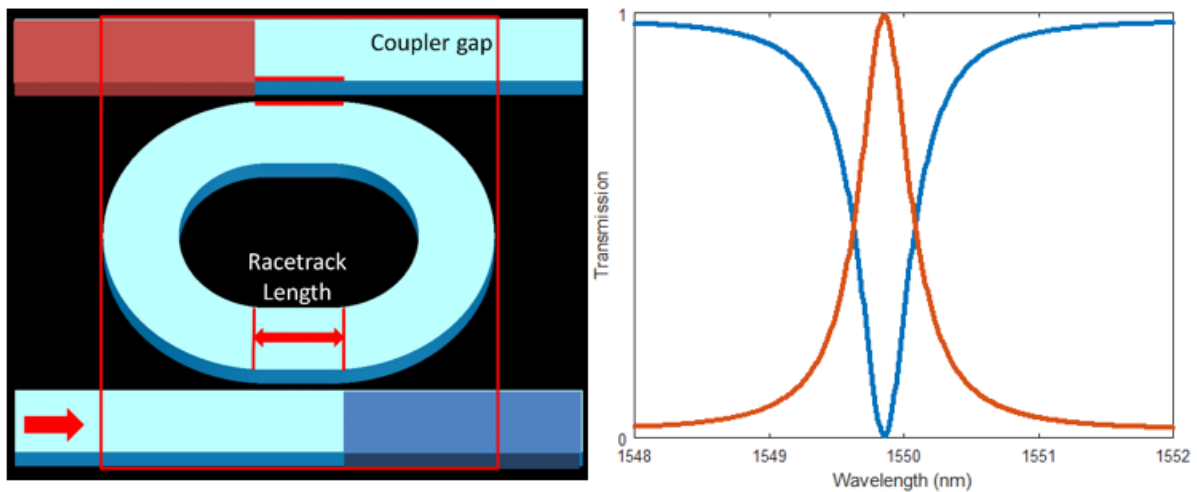 Coupler gap
Racetrack
Length
1
Transmission
0
1548
1549
1550
1551
1552
Wavelength (nm)